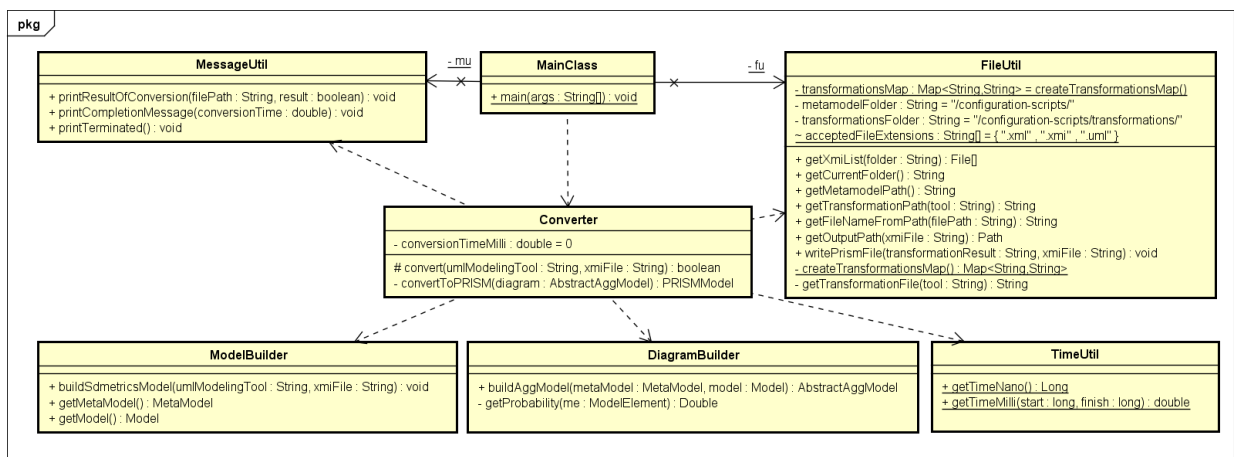 pkg
MessageUtil
+ printResultOfConversion(filePath : String, result : boolean) : void
+ printCompletionMessage(conversionTime : double) : void
+ printTerminated() : void
- mu
MainClass
+ main(args : String[]) : void
- fu
FileUtil
- transformationsMap : Map<String,String> = createTransformationsMap()
- metamodelFolder : String = "/configuration-scripts/"
- transformationsFolder : String = "/configuration-scripts/transformations/"
~ acceptedFileExtensions : String[] = { ".xml" , ".xmi" , ".uml" }
+ getXmiList(folder : String) : File[]
+ getCurrentFolder() : String
+ getMetamodelPath() : String
+ getTransformationPath(tool : String) : String
+ getFileNameFromPath(filePath : String) : String
+ getOutputPath(xmiFile : String) : Path
+ writePrismFile(transformationResult : String, xmiFile : String) : void
- createTransformationsMap() : Map<String,String>
- getTransformationFile(tool : String) : String
Converter
- conversionTimeMilli : double = 0
# convert(umlModelingTool : String, xmiFile : String) : boolean
- convertToPRISM(diagram : AbstractAggModel) : PRISMModel
ModelBuilder
+ buildSdmetricsModel(umlModelingTool : String, xmiFile : String) : void
+ getMetaModel() : MetaModel
+ getModel() : Model
DiagramBuilder
+ buildAggModel(metaModel : MetaModel, model : Model) : AbstractAggModel
- getProbability(me : ModelElement) : Double
TimeUtil
+ getTimeNano() : Long
+ getTimeMilli(start : long, finish : long) : double